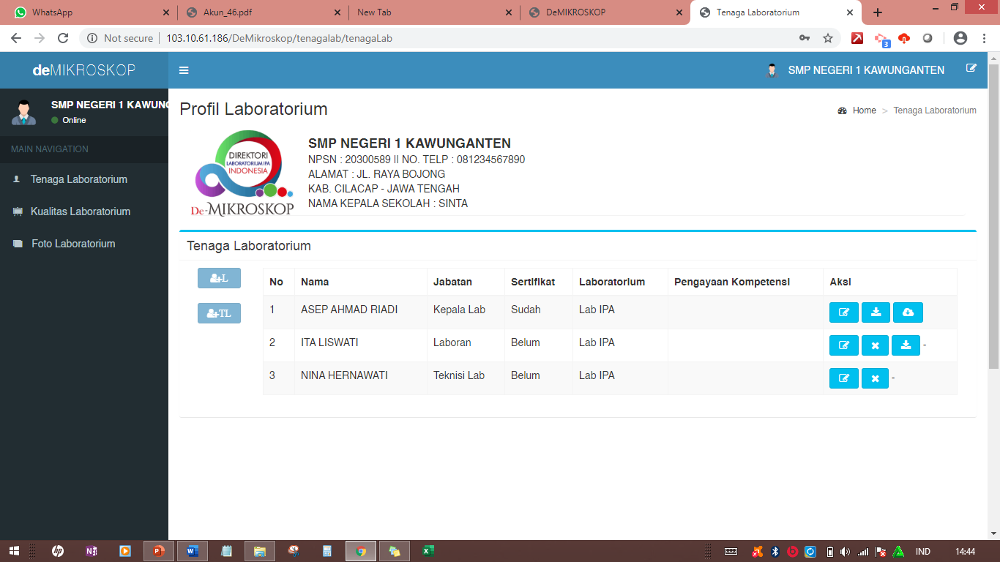 WhatsApp
Akun_46.pdf
New Tab
DeMIKROSKOP
Tenaga Laboratorium
Not secure
103.10.61.186/DeMikroskop/tenagalab/tenagaLab
3
deMIKROSKOP
SMP NEGERI 1 KAWUNGANTEN
SMP NEGERI 1 KAWUN
Online
MAIN NAVIGATION
Tenaga Laboratorium
Kualitas Laboratorium
Foto Laboratorium
Profil Laboratorium
Home > Tenaga Laboratorium
DIREKTORI
LABORATORIUM IPA
INDONESIA
De-MIKROSKOP
SMP NEGERI 1 KAWUNGANTEN
NPSN : 20300589 || NO. TELP : 081234567890
ALAMAT : JL. RAYA BOJONG
KAB. CILACAP - JAWA TENGAH
NAMA KEPALA SEKOLAH : SINTA
Tenaga Laboratorium
L
TL
No Nama Jabatan Sertifikat Laboratorium Pengayaan Kompetensi Aksi
1 ASEP AHMAD RIADI Kepala Lab Sudah Lab IPA
2 ITA LISWATI Laboran Belum Lab IPA -
3 NINA HERNAWATI Teknisi Lab Belum Lab IPA -
IND
14:44